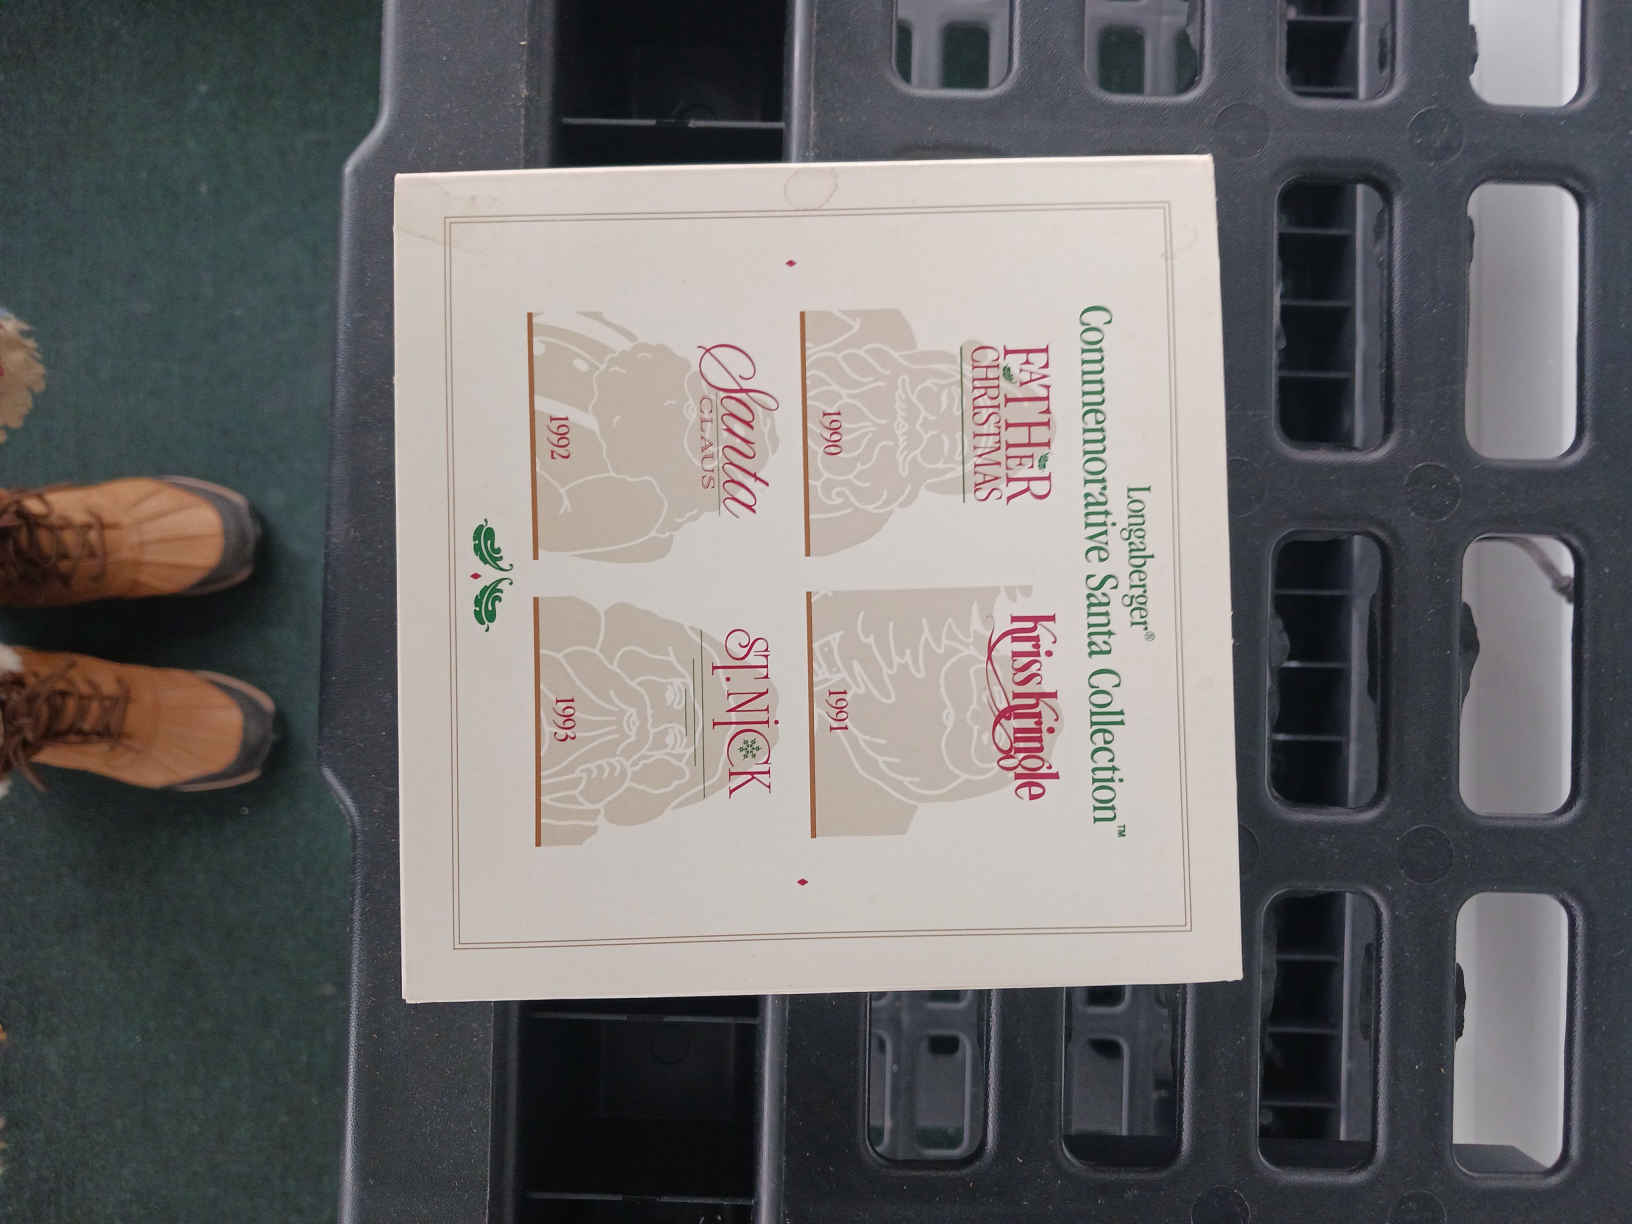 Longaberger®
Commemorative Santa Collection™
FATHER
CHRISTMAS
1990
Kriss Kringle
1991
Santa
CLAUS
1992
ST. NICK
1993